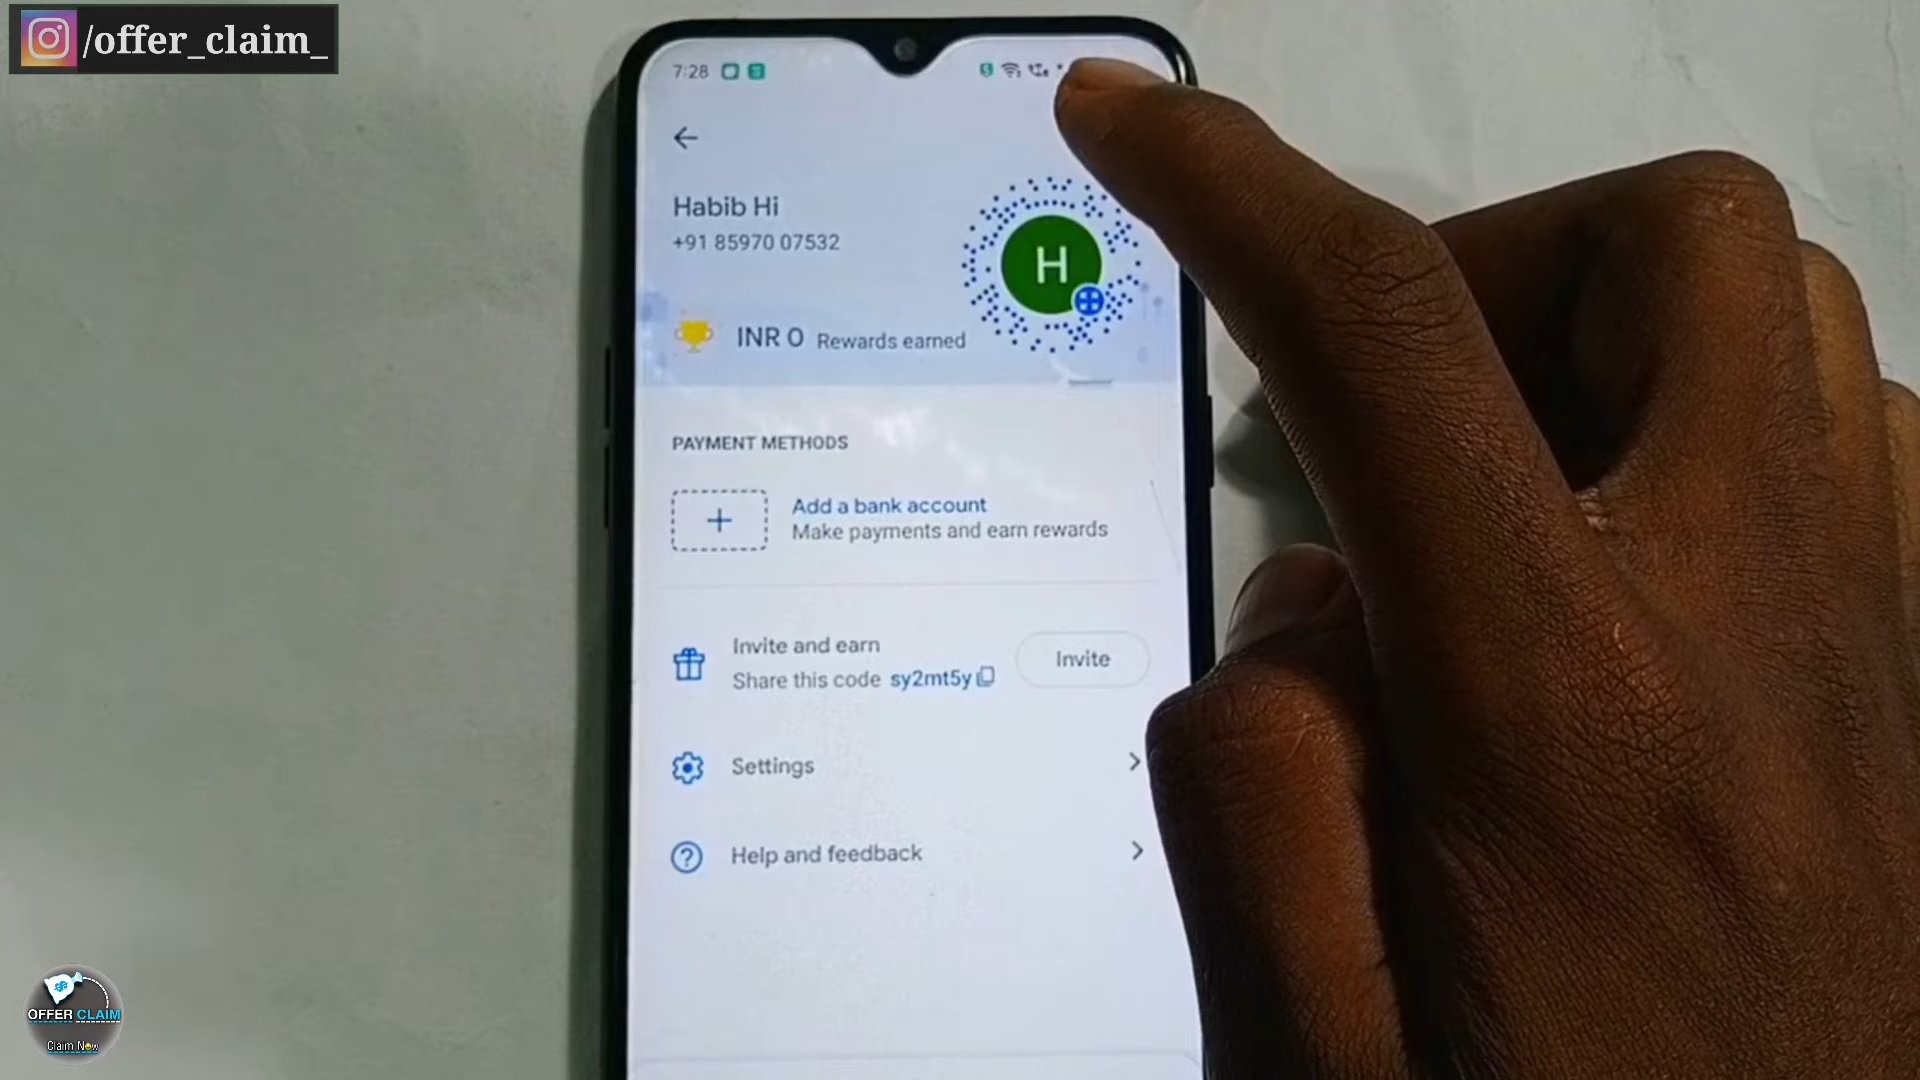 /offer_claim_
7:28
Habib Hi
+91 85970 07532
H
INR 0 Rewards earned
PAYMENT METHODS
Add a bank account
Make payments and earn rewards
Invite and earn
Share this code sy2mt5y
Invite
Settings
Help and feedback
OFFER CLAIM
Claim Now